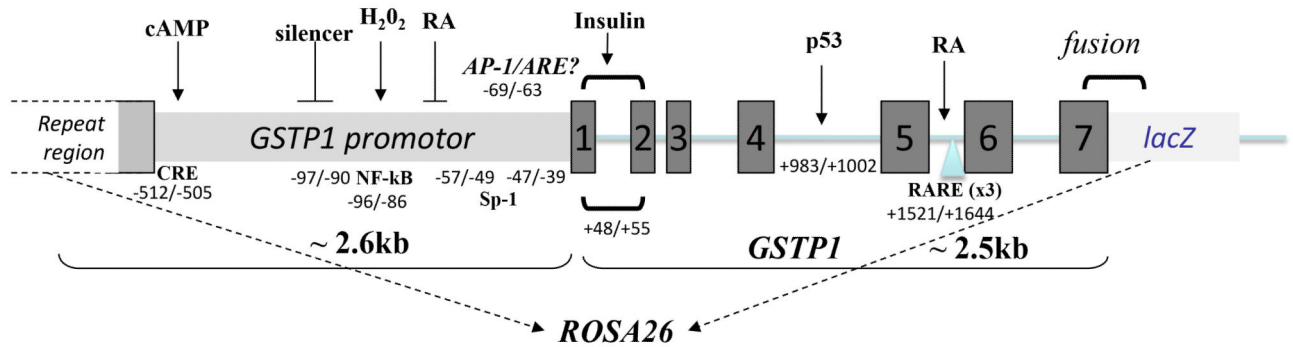 cAMP
silencer
H₂0₂
RA
Insulin
p53
RA
fusion
AP-1/ARE?
-69/-63
Repeat
region
GSTP1 promotor
1
2
3
4
5
6
7
lacZ
CRE
-512/-505
-97/-90 NF-kB
-96/-86
-57/-49 -47/-39
Sp-1
+983/+1002
RARE (x3)
+1521/+1644
+48/+55
~ 2.6kb
GSTP1
~ 2.5kb
ROSA26